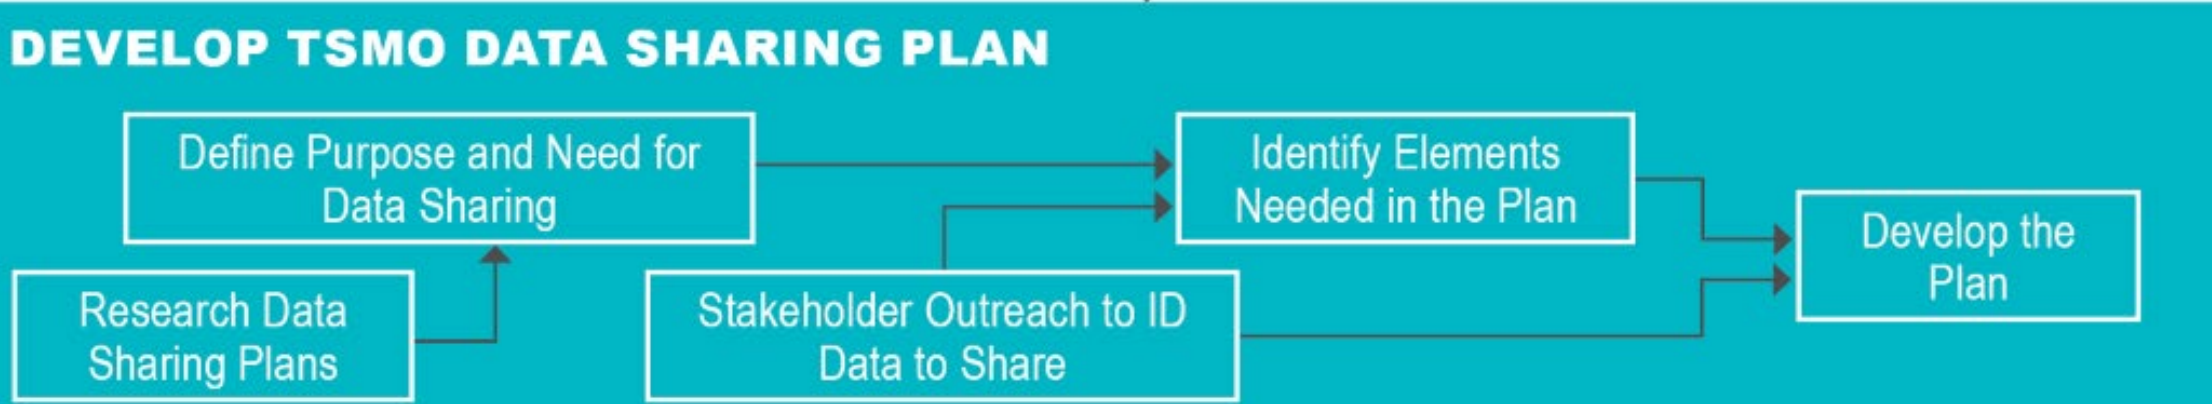 DEVELOP TSMO DATA SHARING PLAN
Define Purpose and Need for
Data Sharing
Identify Elements
Needed in the Plan
Develop the
Plan
Research Data
Sharing Plans
Stakeholder Outreach to ID
Data to Share